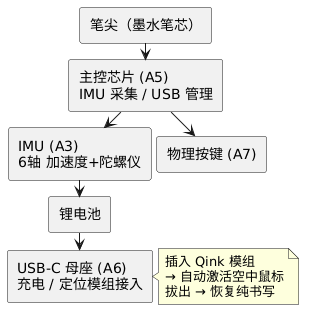 笔尖（墨水笔芯）
主控芯片 (A5)
IMU 采集 / USB 管理
IMU (A3)
6轴 加速度+陀螺仪
物理按键 (A7)
锂电池
USB-C 母座 (A6)
充电 / 定位模组接入
插入 Qink 模组
→ 自动激活空中鼠标
拔出 → 恢复纯书写